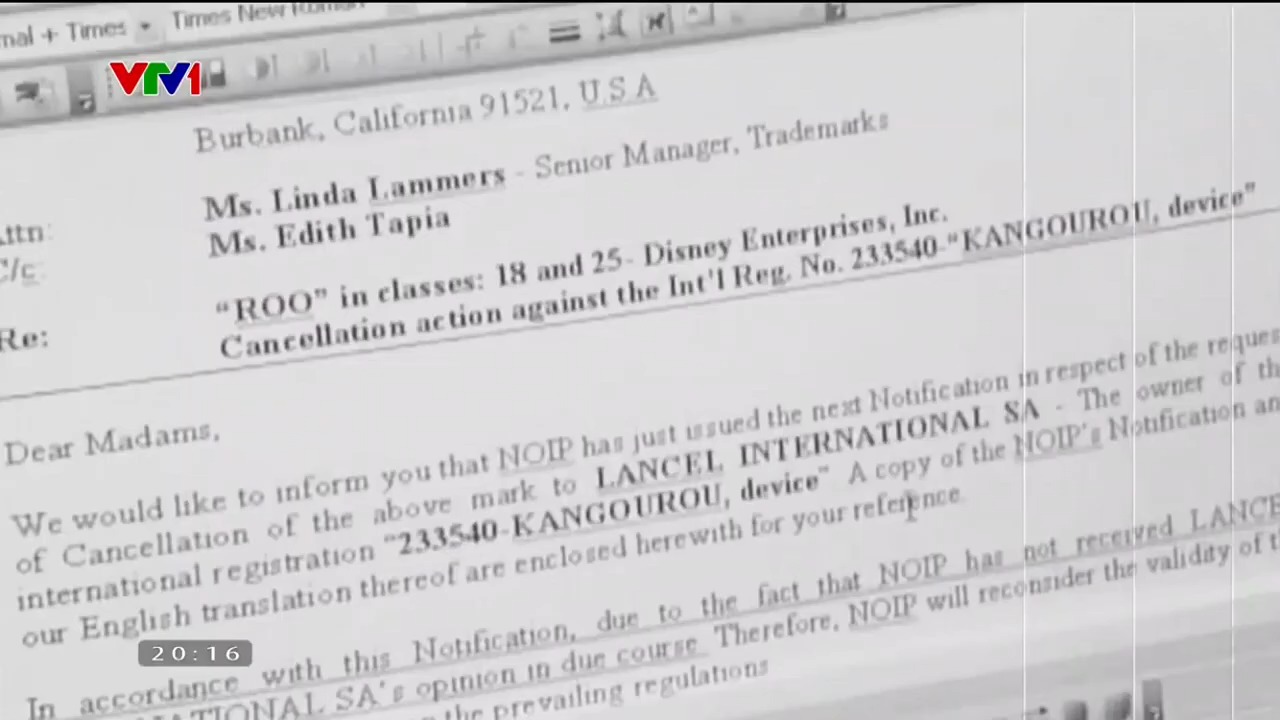 mal + Times
Times New Roman
VTV1
Burbank, California 91521, U.S.A
Attn:
Ms. Linda Lammers - Senior Manager, Trademarks
C/c:
Ms. Edith Tapia
Re:
“ROO” in classes: 18 and 25- Disney Enterprises, Inc.
Cancellation action against the Int'l Reg. No. 233540-“KANGOUROU, device”
Dear Madams,
We would like to inform you that NOIP has just issued the next Notification in respect of the reques
of Cancellation of the above mark to LANCEL INTERNATIONAL SA - The owner of th
international registration “233540-KANGOUROU, device” A copy of the NOIP's Notification an
our English translation thereof are enclosed herewith for your reference
In accordance with this Notification, due to the fact that NOIP has not received LANCE
NATIONAL SA's opinion in due course Therefore, NOIP will reconsider the validity of t
the prevailing regulations
20:16